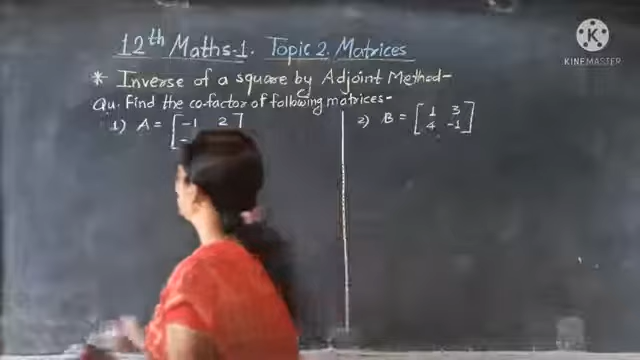 12th Maths-1. Topic 2. Matrices
* Inverse of a square by Adjoint Method-
Qu. Find the co-factor of following matrices-
1) A = [ -1 2
2) B = [ 1 3
4 -1 ]
K
KINEMASTER